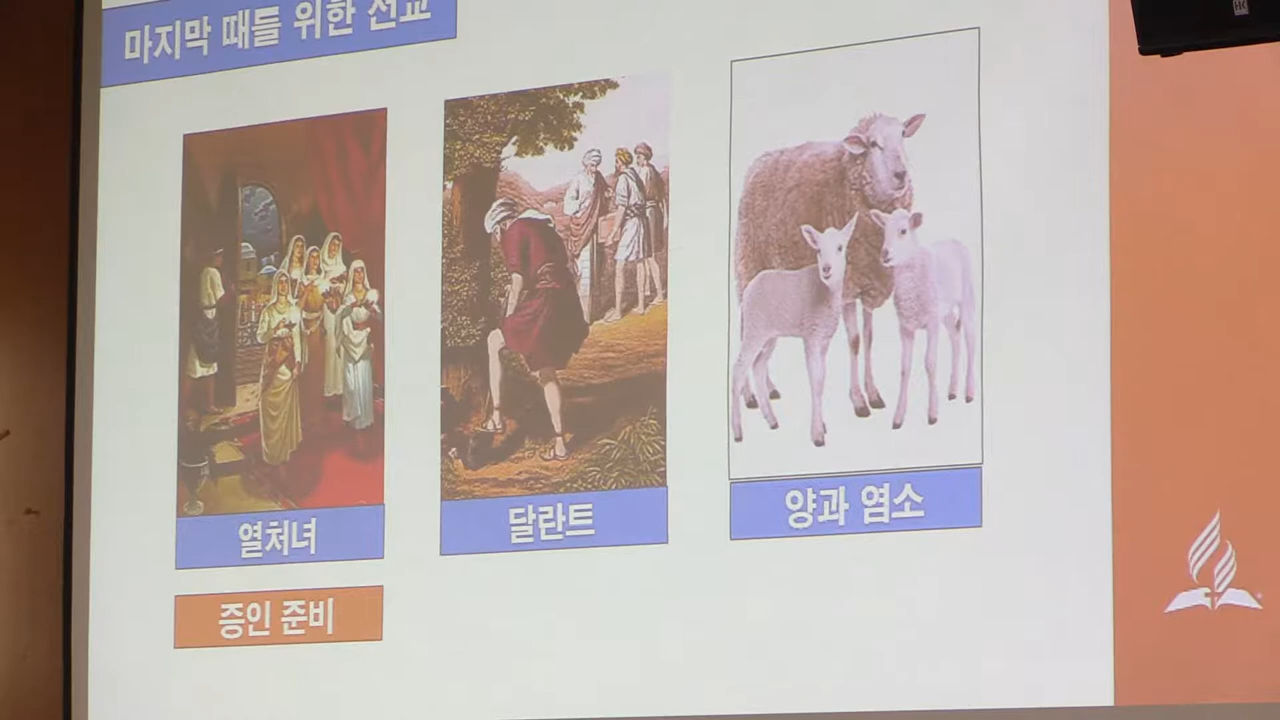 마지막 때들 위한 선교
열처녀
달란트
양과 염소
증인 준비